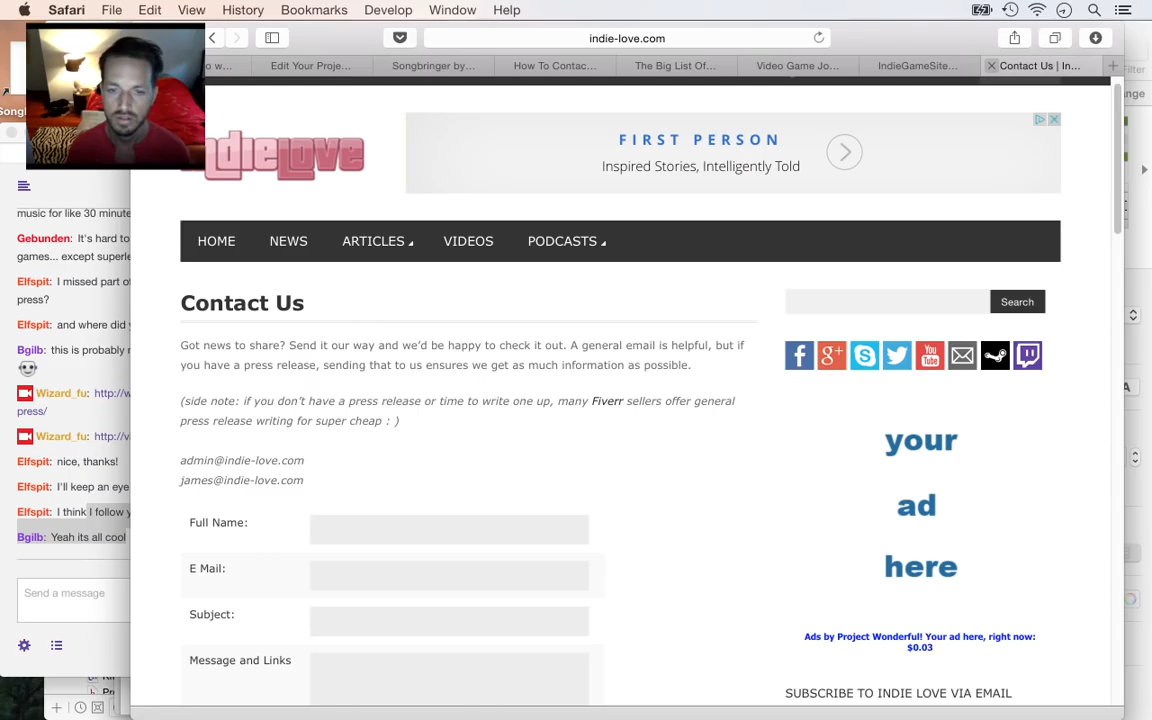 Safari File Edit View History Bookmarks Develop Window Help
indie-love.com
o w...
Edit Your Proje...
Songbringer by...
How To Contac...
The Big List Of...
Video Game Jo...
IndieGameSite...
Contact Us | In...
Filter
ange
Song
indieLove
FIRST PERSON
Inspired Stories, Intelligently Told
HOME NEWS ARTICLES VIDEOS PODCASTS
music for like 30 minute
Gebunden: It's hard to
games... except superle
Elfspit: I missed part of
press?
Elfspit: and where did y
Bgilb: this is probably r
Wizard_fu: http://w
press/
Wizard_fu: http://vi
Elfspit: nice, thanks!
Elfspit: I'll keep an eye
Elfspit: I think I follow y
Bgilb: Yeah its all cool
Send a message
Contact Us
Got news to share? Send it our way and we'd be happy to check it out. A general email is helpful, but if
you have a press release, sending that to us ensures we get as much information as possible.
(side note: if you don't have a press release or time to write one up, many Fiverr sellers offer general
press release writing for super cheap : )
admin@indie-love.com
james@indie-love.com
Full Name:
E Mail:
Subject:
Message and Links
Search
You
Tube
your
ad
here
Ads by Project Wonderful! Your ad here, right now:
$0.03
SUBSCRIBE TO INDIE LOVE VIA EMAIL